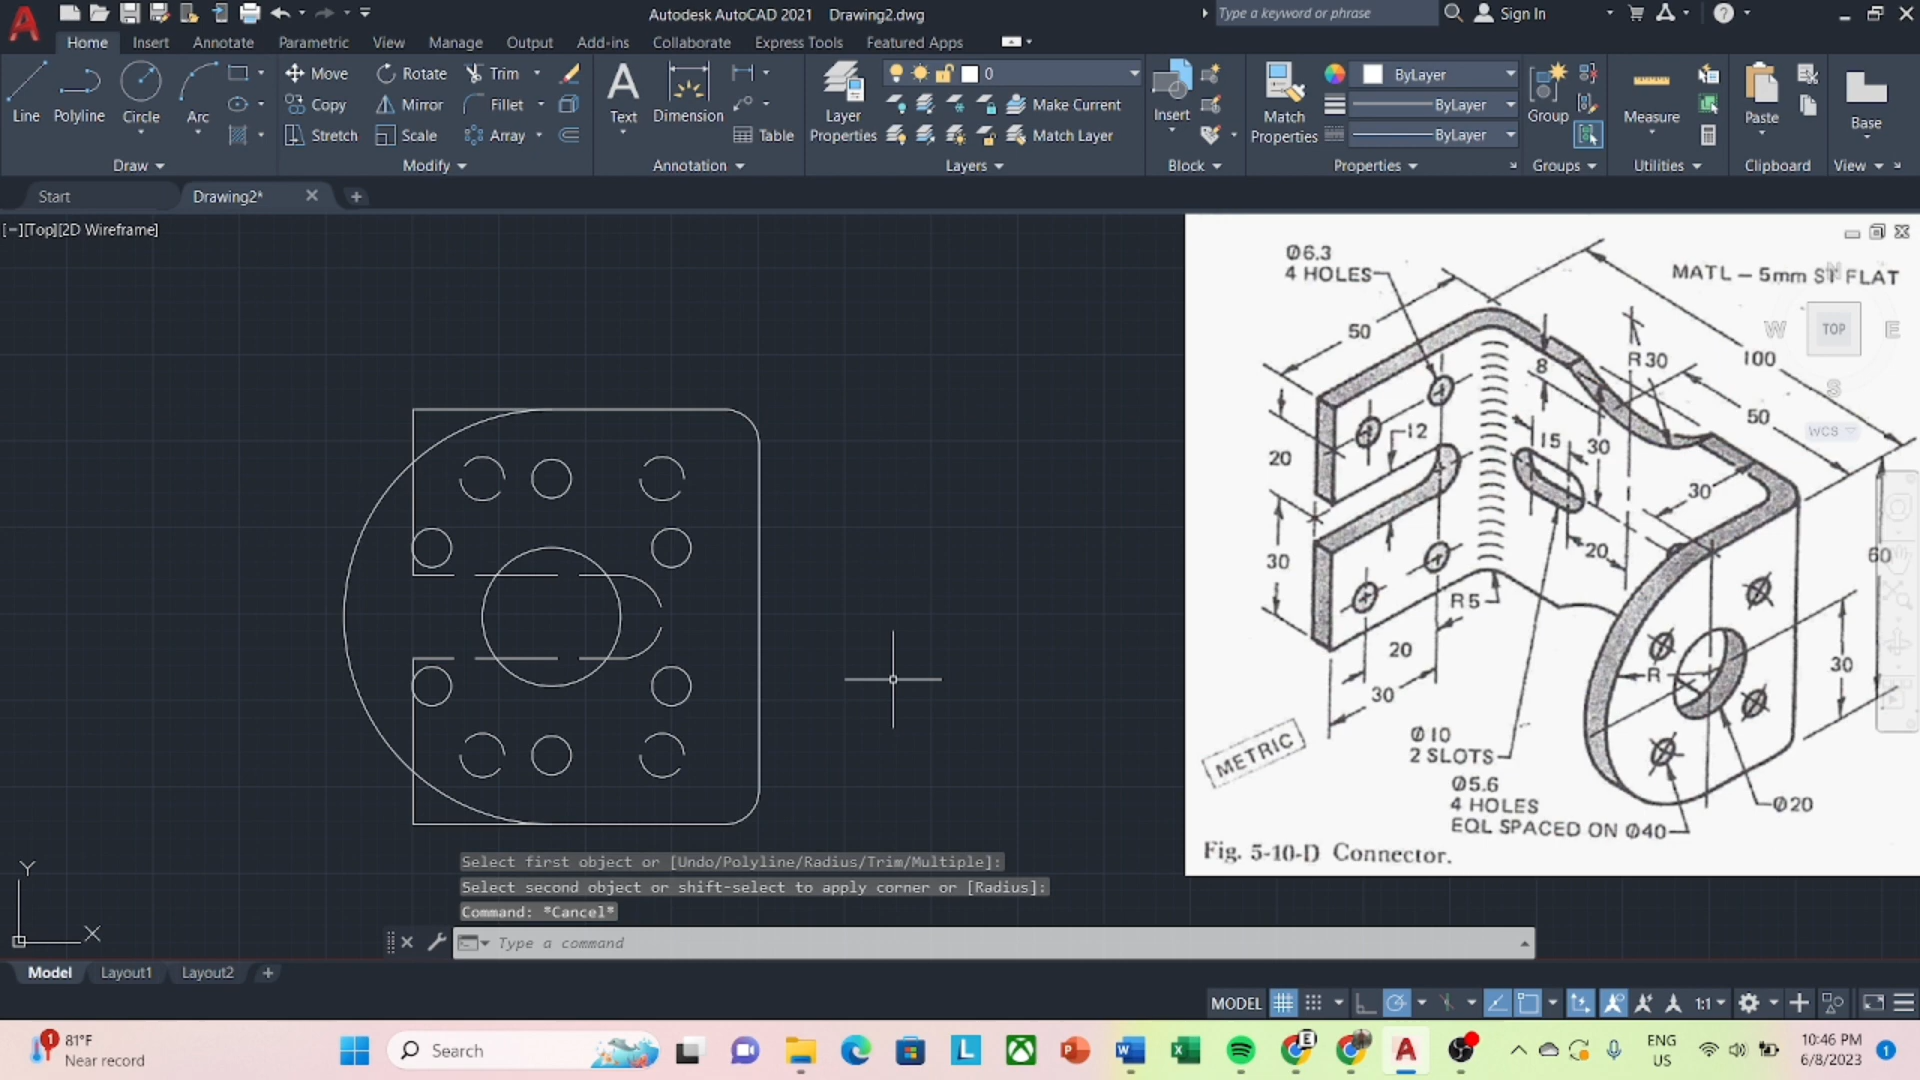 Autodesk AutoCAD 2021 Drawing2.dwg
Type a keyword or phrase
Sign In
Home Insert Annotate Parametric View Manage Output Add-ins Collaborate Express Tools Featured Apps
Line Polyline Circle Arc
Move Rotate Trim
Copy Mirror Fillet
Stretch Scale Array
Text Dimension Table
Layer Properties
0
Make Current
Match Layer
Insert
Match Properties
ByLayer
ByLayer
ByLayer
Group
Measure
Paste
Base
Draw Modify Annotation Layers Block Properties Groups Utilities Clipboard View
Start Drawing2*
[−][Top][2D Wireframe]
Ø6.3
4 HOLES
MATL – 5mm ST FLAT
N
W TOP E
S
WCS
50
8
R30
100
50
12
15
30
20
30
20
30
60
R5
20
30
R
30
METRIC
Ø10
2 SLOTS
Ø5.6
4 HOLES
EQL SPACED ON Ø40
Ø20
Fig. 5-10-D Connector.
Select first object or [Undo/Polyline/Radius/Trim/Multiple]:
Select second object or shift-select to apply corner or [Radius]:
Command: *Cancel*
Type a command
Y
X
Model Layout1 Layout2
MODEL 1:1
81°F
Near record
Search
ENG
US
10:46 PM
6/8/2023